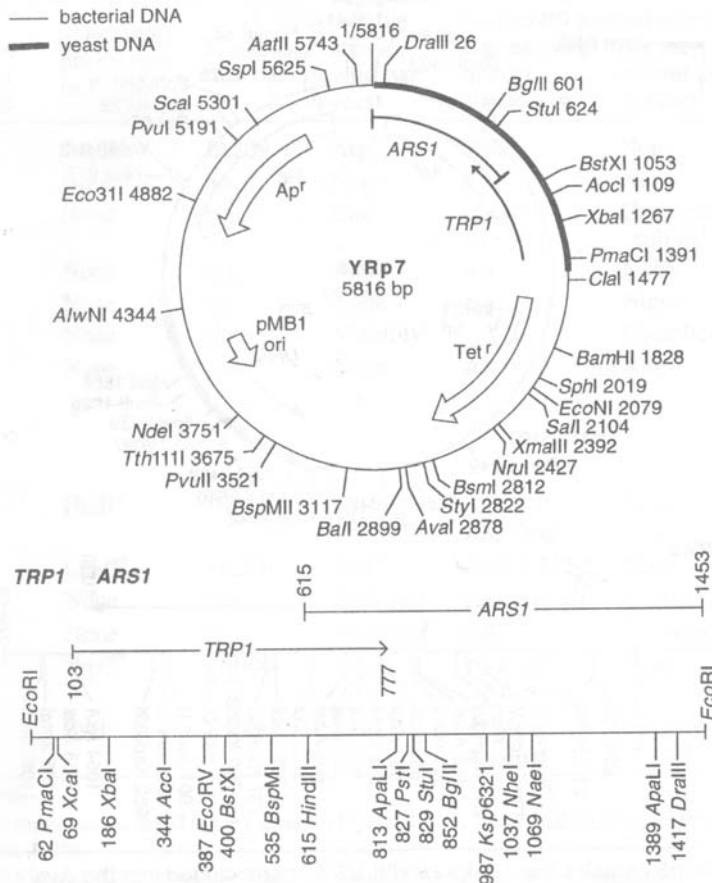 bacterial DNA
yeast DNA
1/5816
AatII 5743
DraIII 26
SspI 5625
BglII 601
StuI 624
ScaI 5301
PvuI 5191
ARS1
BstXI 1053
AocI 1109
Eco31I 4882
Apr
TRP1
XbaI 1267
PmaCI 1391
YRp7
5816 bp
ClaI 1477
AlwNI 4344
pMB1
ori
Tetr
BamHI 1828
SphI 2019
EcoNI 2079
SalI 2104
NdeI 3751
XmaIII 2392
Tth111I 3675
NruI 2427
PvuII 3521
BsmI 2812
BspMII 3117
StyI 2822
BalI 2899
AvaI 2878
TRP1 ARS1
615
1453
ARS1
TRP1
103
777
EcoRI
EcoRI
62 PmaCI
69 XcaI
186 XbaI
344 AccI
387 EcoRV
400 BstXI
535 BspMI
615 HindIII
813 ApaLI
827 PstI
829 StuI
852 BglII
987 Ksp6321
1037 NheI
1069 NaeI
1389 ApaLI
1417 DraIII